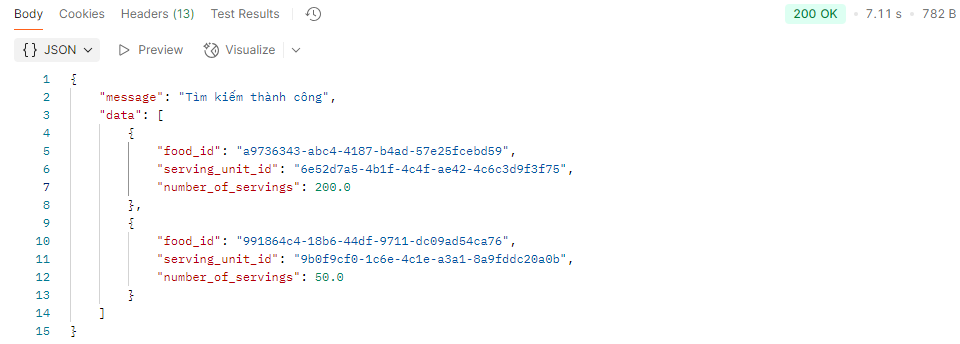 Body Cookies Headers (13) Test Results 200 OK • 7.11 s • 782 B
{} JSON Preview Visualize
1 {
2 "message": "Tìm kiếm thành công",
3 "data": [
4 {
5 "food_id": "a9736343-abc4-4187-b4ad-57e25fcebd59",
6 "serving_unit_id": "6e52d7a5-4b1f-4c4f-ae42-4c6c3d9f3f75",
7 "number_of_servings": 200.0
8 },
9 {
10 "food_id": "991864c4-18b6-44df-9711-dc09ad54ca76",
11 "serving_unit_id": "9b0f9cf0-1c6e-4c1e-a3a1-8a9fddc20a0b",
12 "number_of_servings": 50.0
13 }
14 ]
15 }